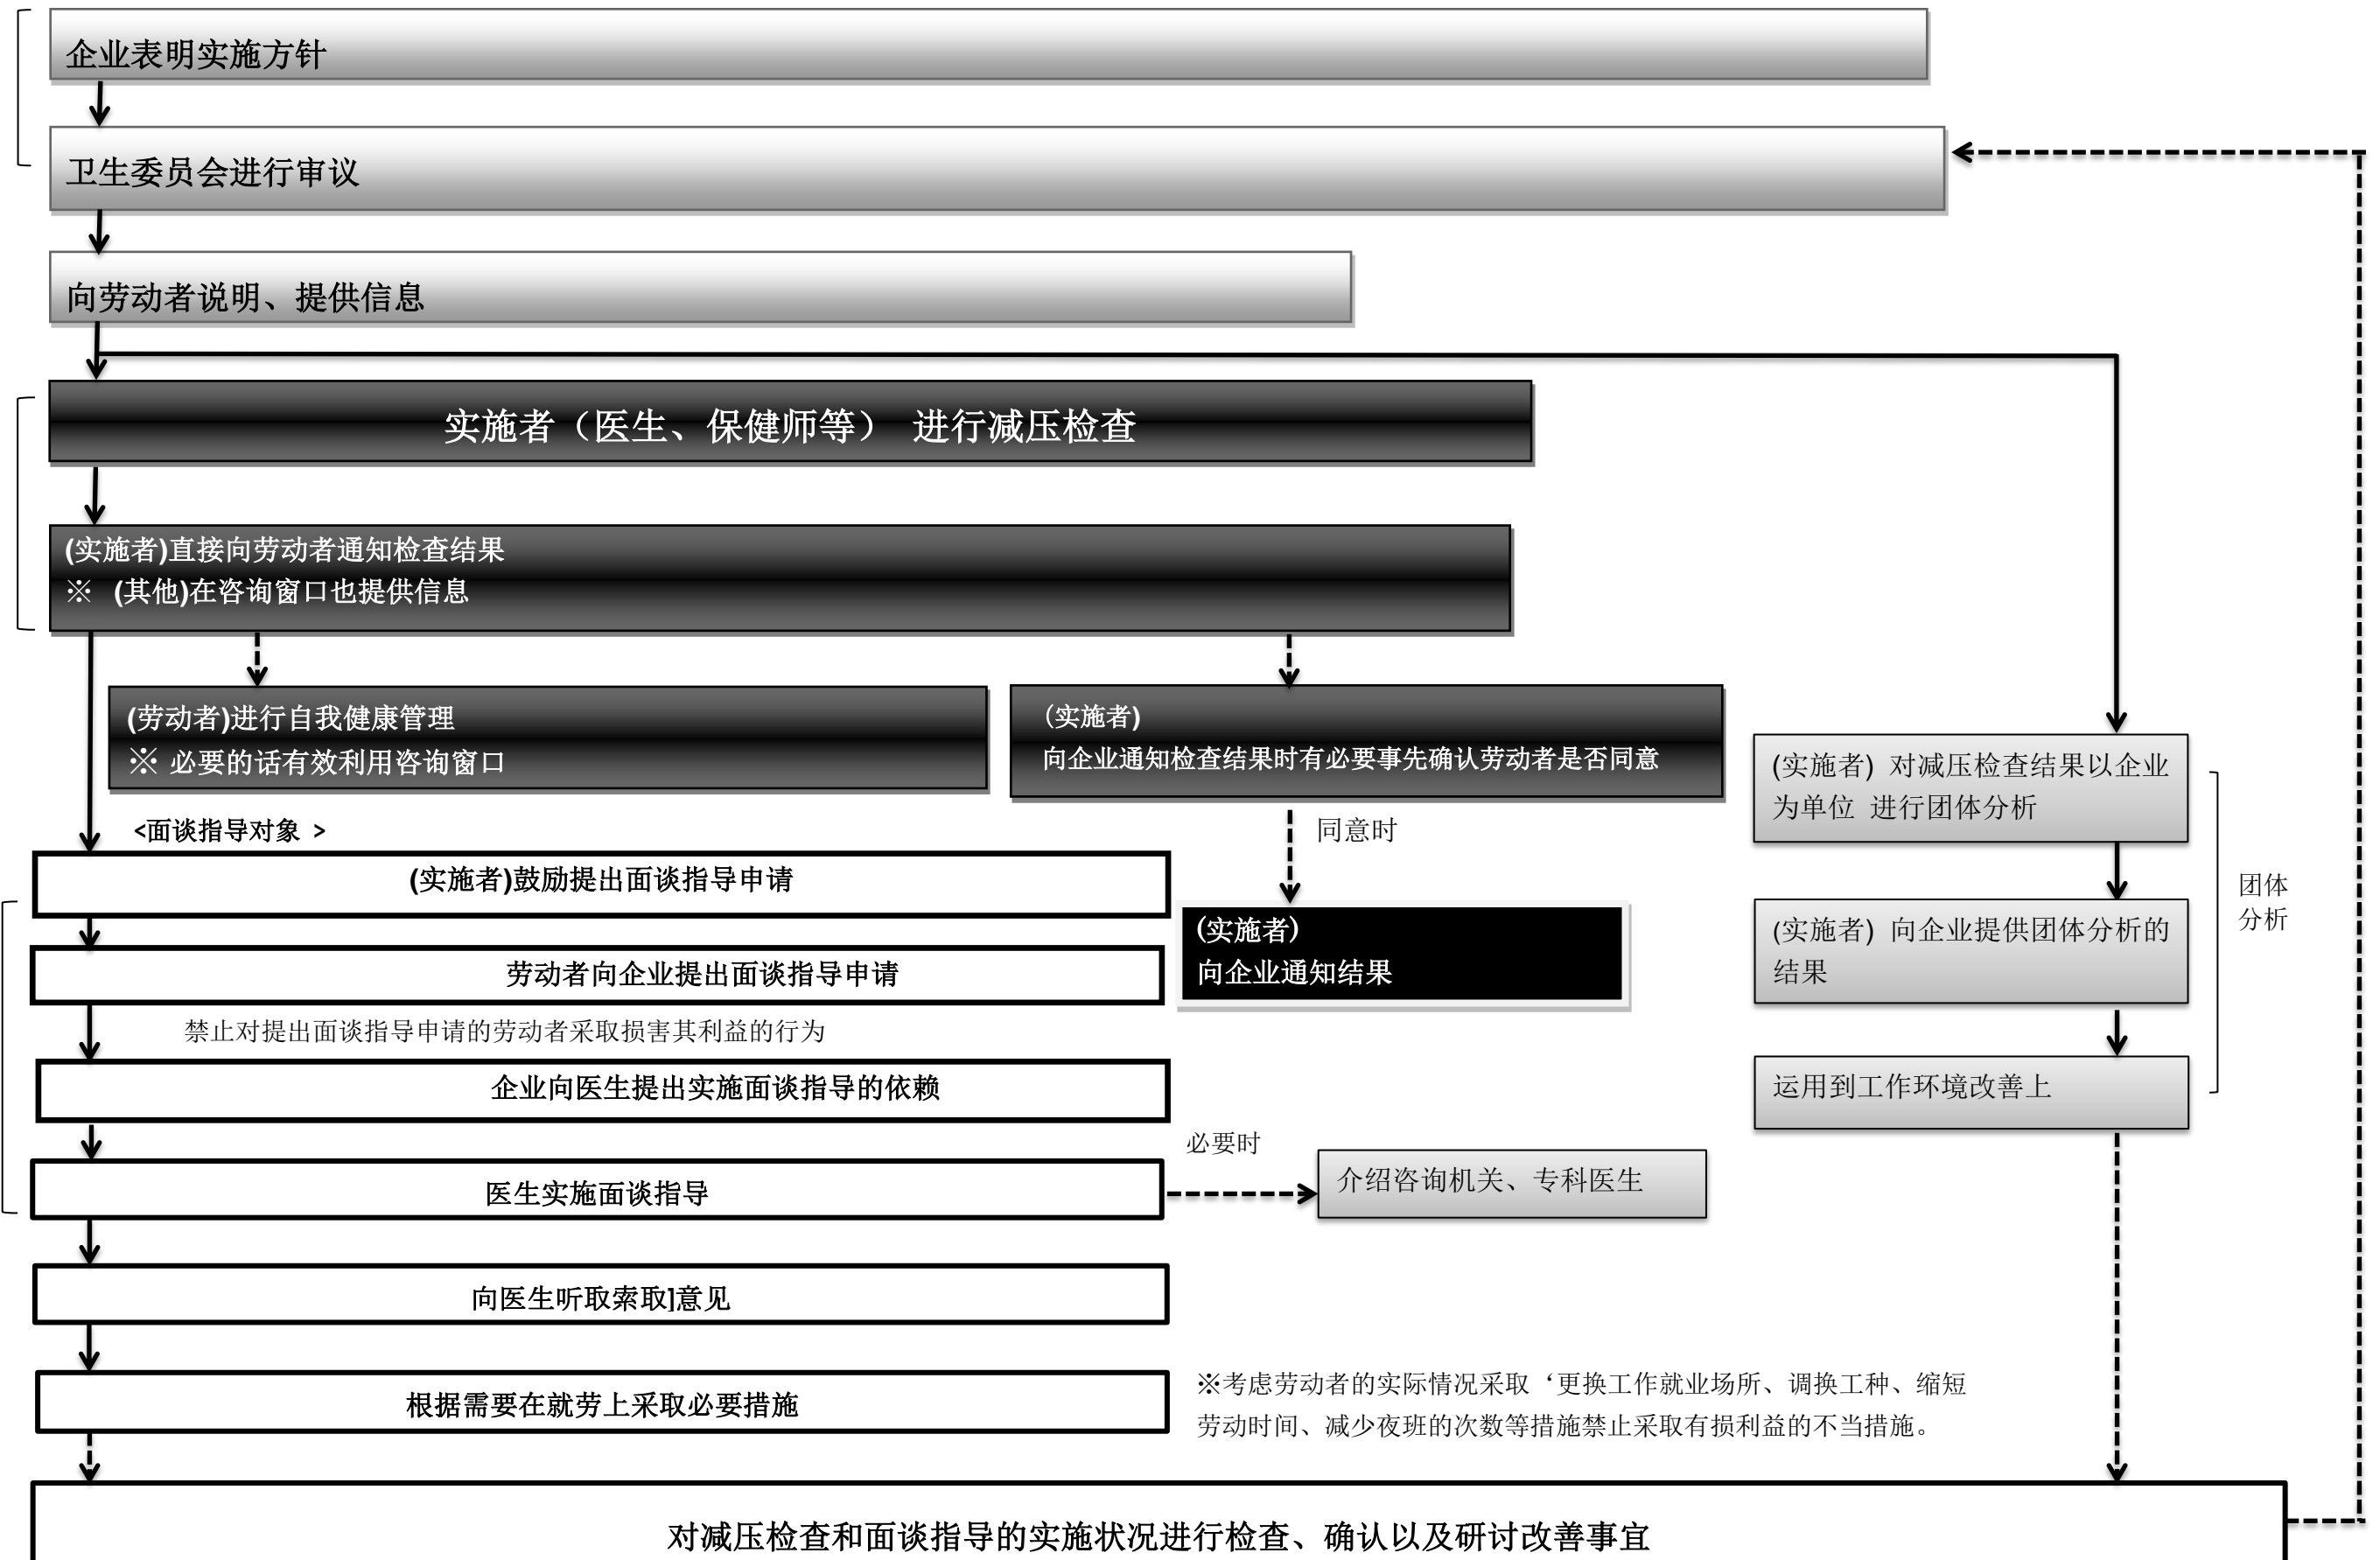 企业表明实施方针
卫生委员会进行审议
向劳动者说明、提供信息
实施者（医生、保健师等） 进行减压检查
(实施者)直接向劳动者通知检查结果
※ (其他)在咨询窗口也提供信息
(劳动者)进行自我健康管理
※ 必要的话有效利用咨询窗口
(实施者)
向企业通知检查结果时有必要事先确认劳动者是否同意
(实施者) 对减压检查结果以企业
为单位 进行团体分析
<面谈指导对象 >
同意时
(实施者)鼓励提出面谈指导申请
团体
分析
(实施者)
向企业通知结果
(实施者) 向企业提供团体分析的
结果
劳动者向企业提出面谈指导申请
禁止对提出面谈指导申请的劳动者采取损害其利益的行为
企业向医生提出实施面谈指导的依赖
运用到工作环境改善上
必要时
医生实施面谈指导
介绍咨询机关、专科医生
向医生听取索取]意见
根据需要在就劳上采取必要措施
※考虑劳动者的实际情况采取‘更换工作就业场所、调换工种、缩短
劳动时间、减少夜班的次数等措施禁止采取有损利益的不当措施。
对减压检查和面谈指导的实施状况进行检查、确认以及研讨改善事宜